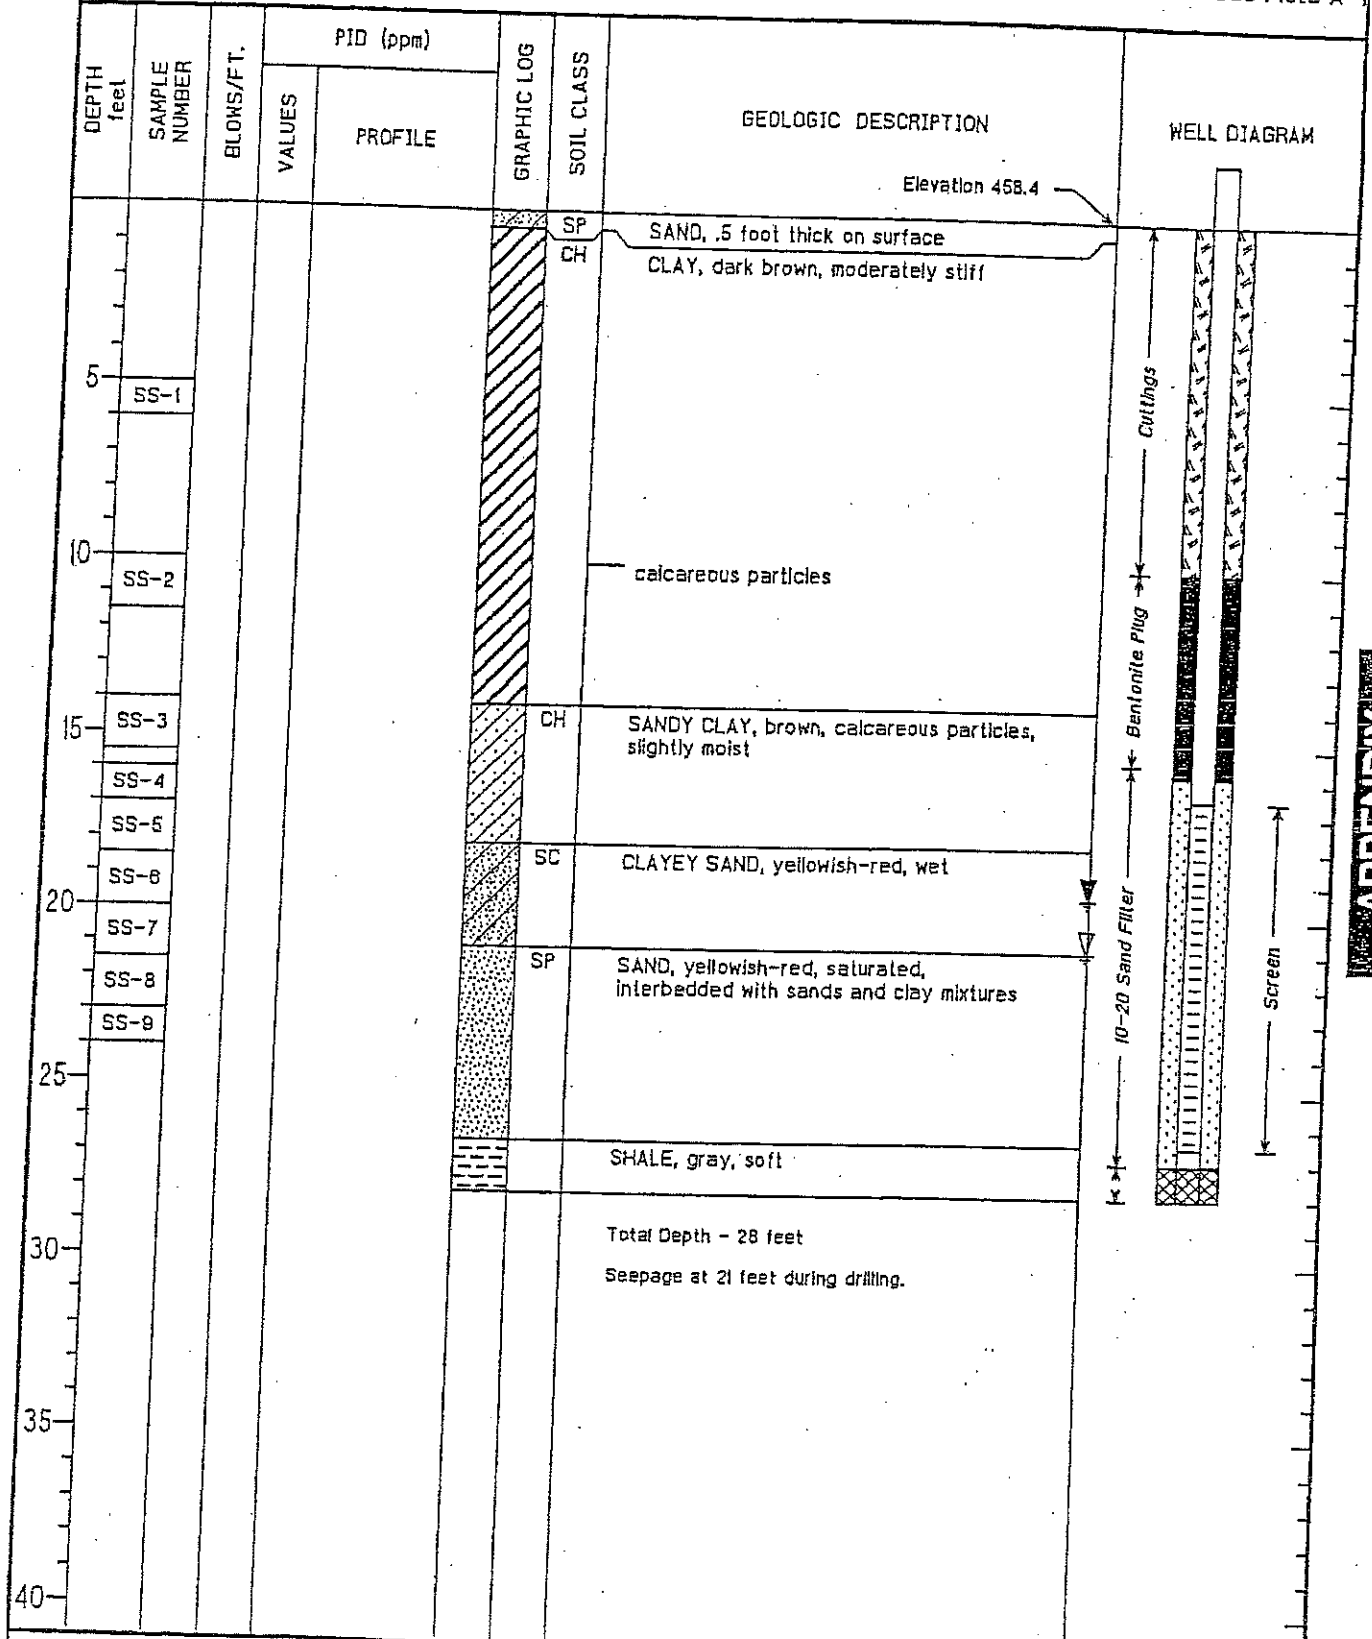 PID (ppm)
DEPTH
feet
SAMPLE
NUMBER
BLOWS/FT.
VALUES
PROFILE
GRAPHIC LOG
SOIL CLASS
GEOLOGIC DESCRIPTION
WELL DIAGRAM
Elevation 458.4
SP
SAND, .5 foot thick on surface
CH
CLAY, dark brown, moderately stiff
5
SS-1
Cuttings
10
SS-2
calcareous particles
Bentonite Plug
15
SS-3
CH
SANDY CLAY, brown, calcareous particles,
slightly moist
SS-4
SS-5
SS-6
SC
CLAYEY SAND, yellowish-red, wet
20
SS-7
10-20 Sand Filter
Screen
SS-8
SP
SAND, yellowish-red, saturated,
interbedded with sands and clay mixtures
SS-9
25
SHALE, gray, soft
30
Total Depth - 28 feet
Seepage at 21 feet during drilling.
35
40